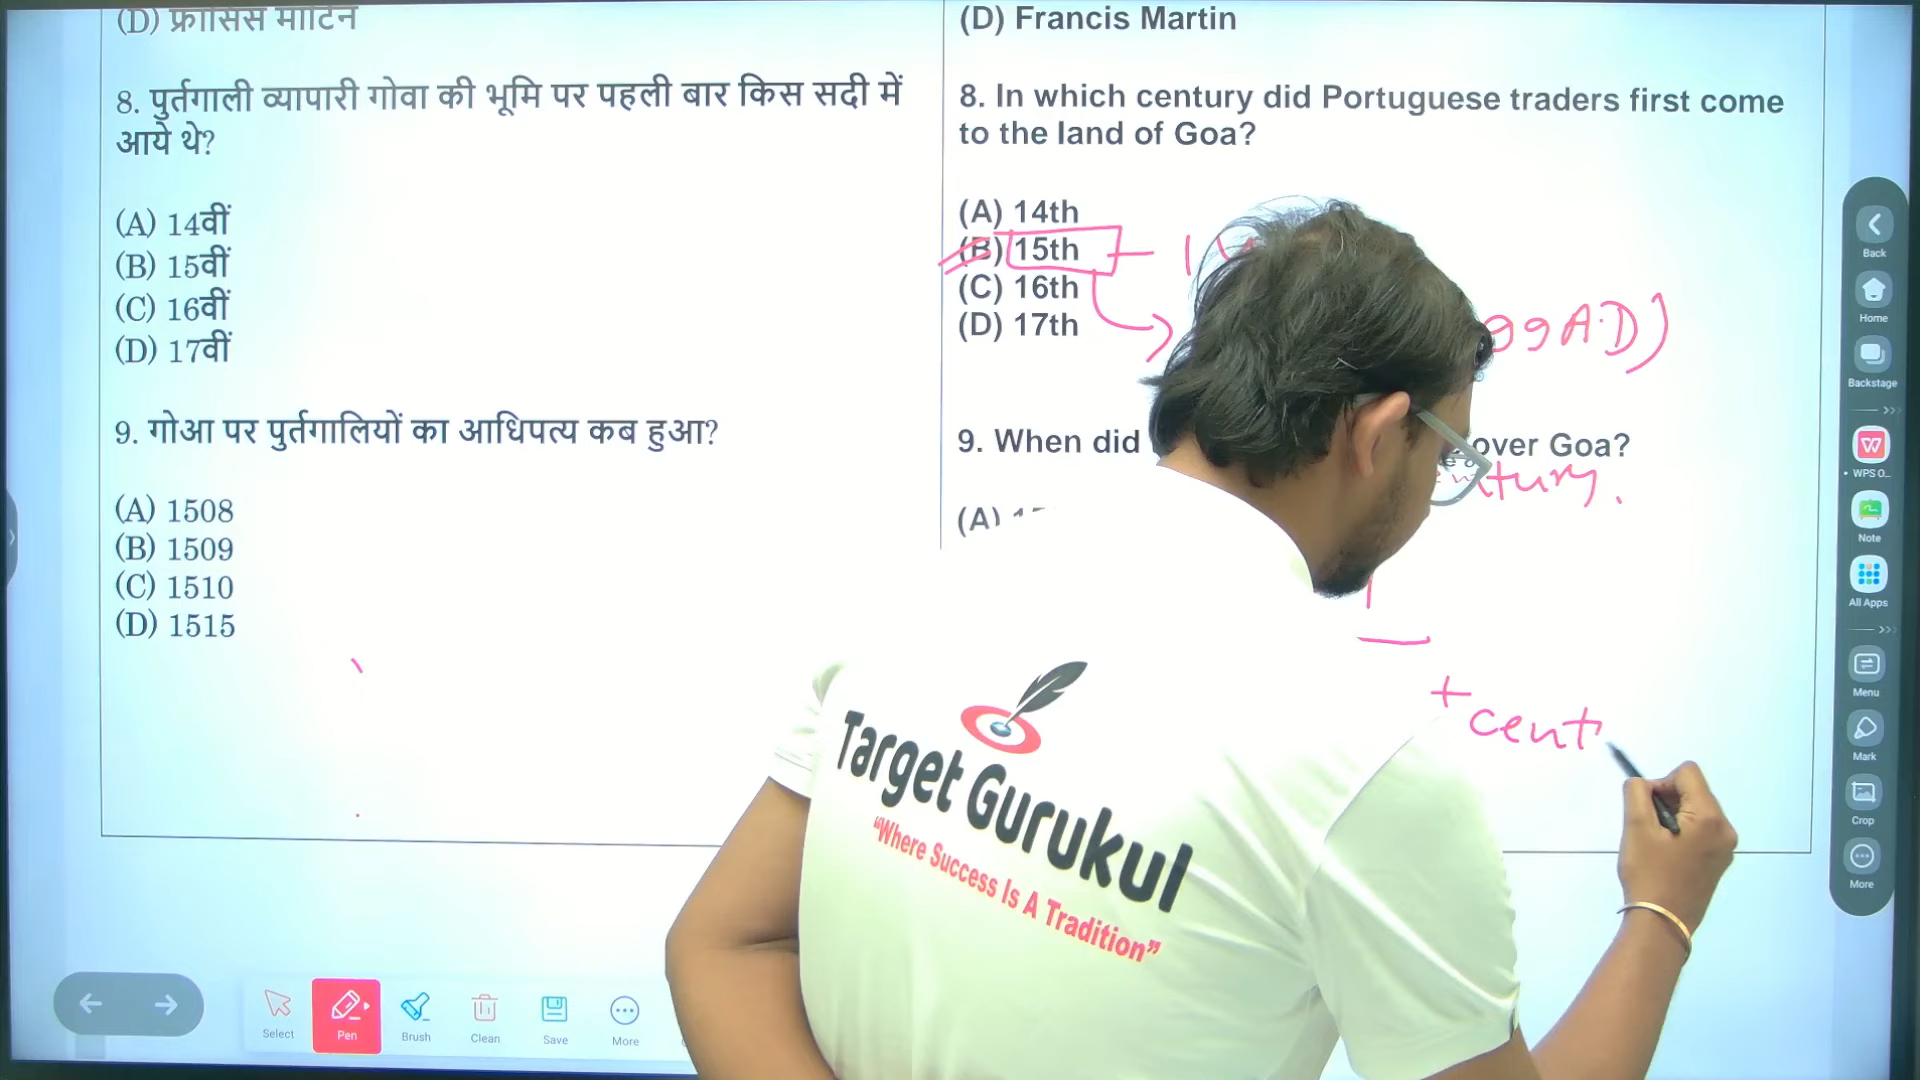 (D) फ्रांसिस मार्टिन
8. पुर्तगाली व्यापारी गोवा की भूमि पर पहली बार किस सदी में
आये थे?
(A) 14वीं
(B) 15वीं
(C) 16वीं
(D) 17वीं
9. गोआ पर पुर्तगालियों का आधिपत्य कब हुआ?
(A) 1508
(B) 1509
(C) 1510
(D) 1515
(D) Francis Martin
8. In which century did Portuguese traders first come
to the land of Goa?
(A) 14th
(B) 15th
(C) 16th
(D) 17th
99 A.D)
9. When did
over Goa?
(A)
+ cent
Target Gurukul
“Where Success Is A Tradition”
Back
Home
Backstage
WPS O...
Note
All Apps
Menu
Mark
Crop
More
Select
Pen
Brush
Clean
Save
More